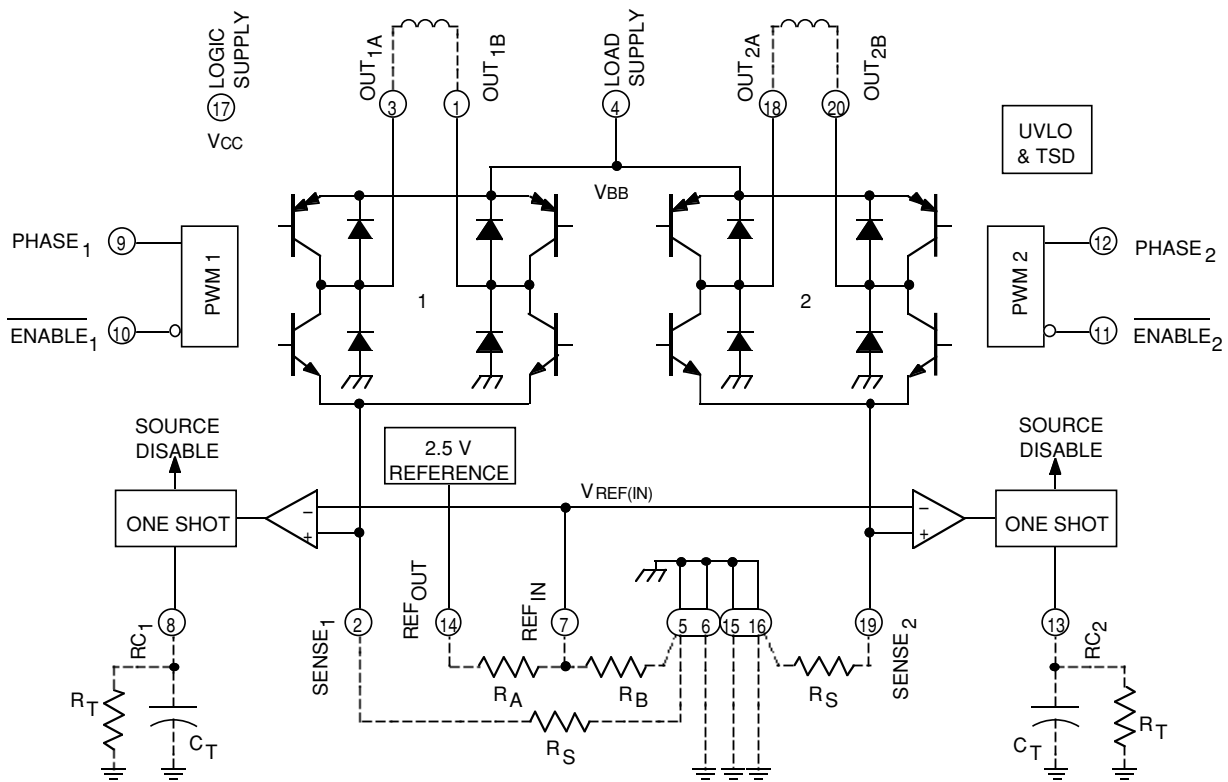 17
LOGIC
SUPPLY
VCC
OUT1A
OUT1B
3
1
LOAD
SUPPLY
4
OUT2A
OUT2B
18
20
UVLO
& TSD
VBB
PHASE1
9
PWM 1
ENABLE1
10
1
2
PWM 2
12
PHASE2
11
ENABLE2
SOURCE
DISABLE
ONE SHOT
−
+
2.5 V
REFERENCE
VREF(IN)
−
+
SOURCE
DISABLE
ONE SHOT
RC1
8
SENSE1
2
REFOUT
14
REFIN
7
5
6
15
16
19
SENSE2
13
RC2
RT
CT
RA
RB
RS
RS
CT
RT